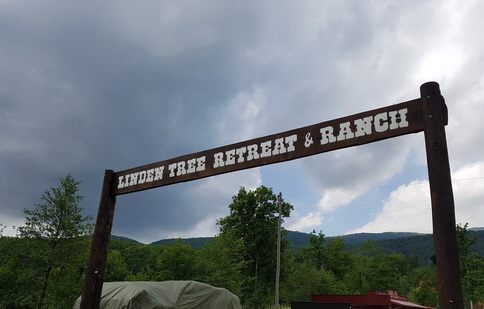 LINDEN TREE RETREAT & RANCH